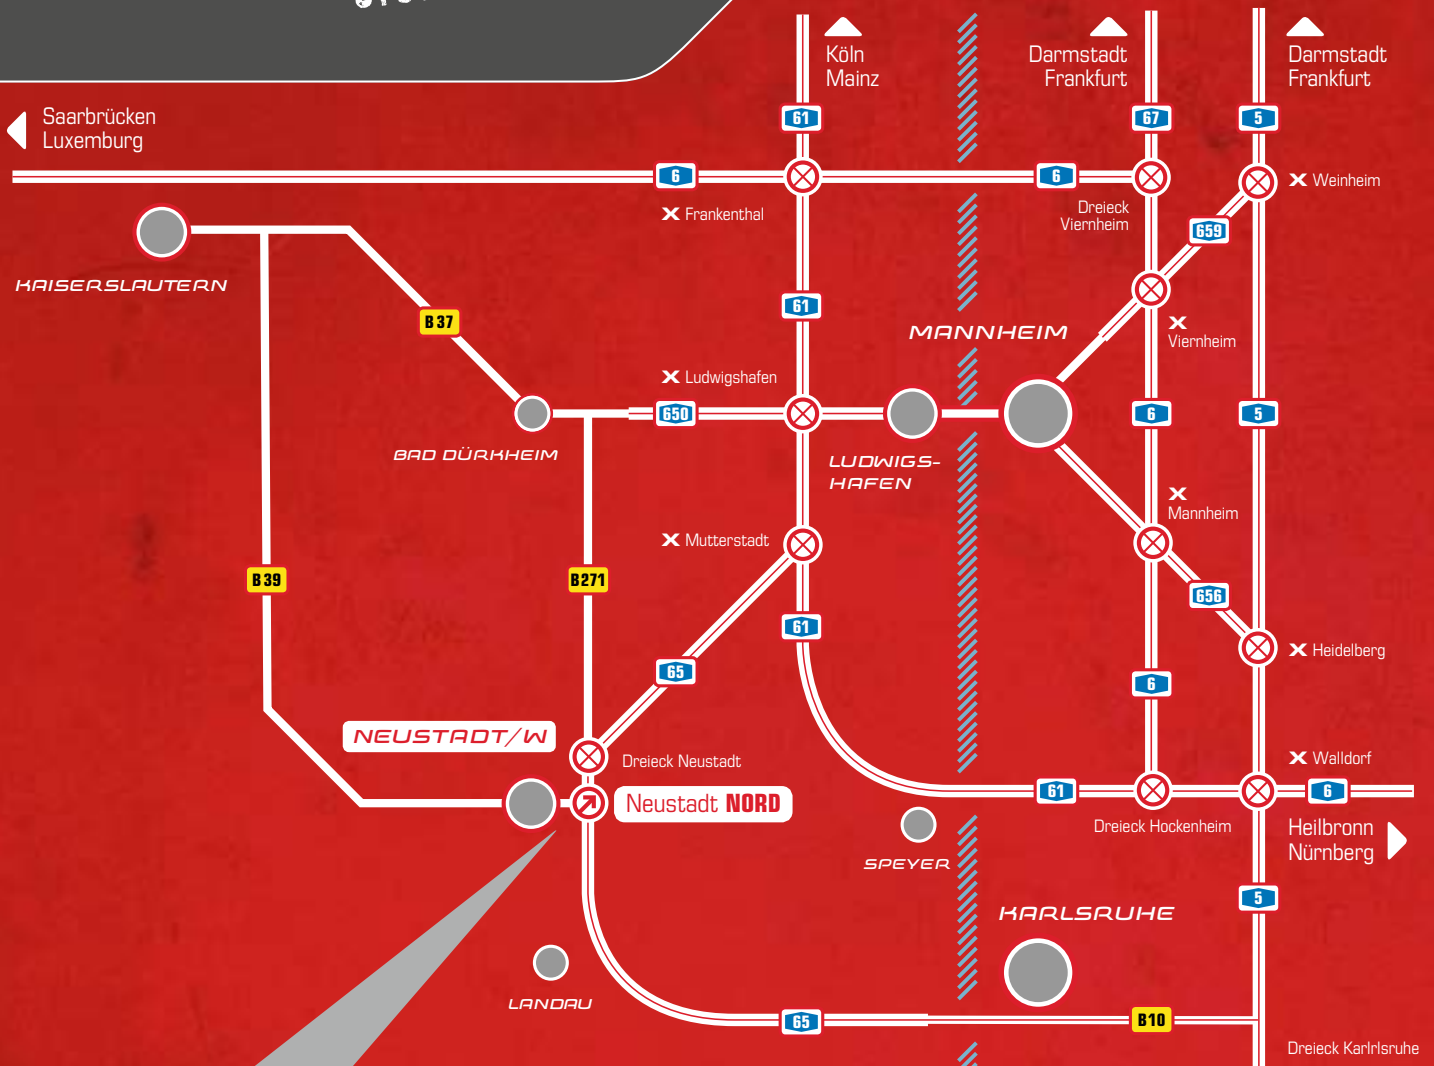 Köln
Mainz
Darmstadt
Frankfurt
Darmstadt
Frankfurt
Saarbrücken
Luxemburg
61
67
5
6
6
X Frankenthal
Dreieck
Viernheim
X Weinheim
659
KAISERSLAUTERN
B 37
61
MANNHEIM
X
Viernheim
X Ludwigshafen
650
6
5
BAD DÜRKHEIM
LUDWIGS-
HAFEN
X
Mannheim
X Mutterstadt
B 39
B271
656
61
65
X Heidelberg
6
NEUSTADT/W
Dreieck Neustadt
X Walldorf
Neustadt NORD
61
6
Dreieck Hockenheim
Heilbronn
Nürnberg
SPEYER
5
KARLSRUHE
LANDAU
65
B10
Dreieck Karlrlsruhe